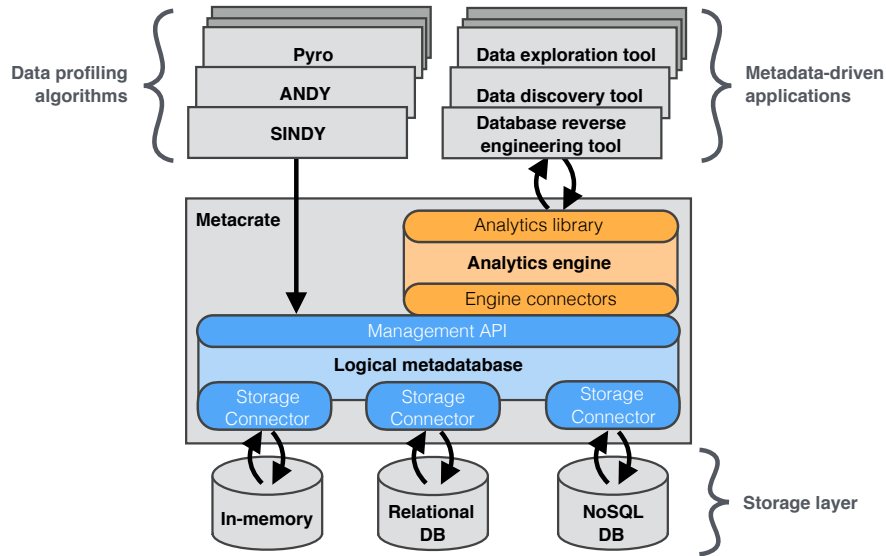 Data profiling
algorithms
Pyro
ANDY
SINDY
Data exploration tool
Data discovery tool
Database reverse
engineering tool
Metadata-driven
applications
Metacrate
Analytics library
Analytics engine
Engine connectors
Management API
Logical metadatabase
Storage
Connector
Storage
Connector
Storage
Connector
In-memory
Relational
DB
NoSQL
DB
Storage layer